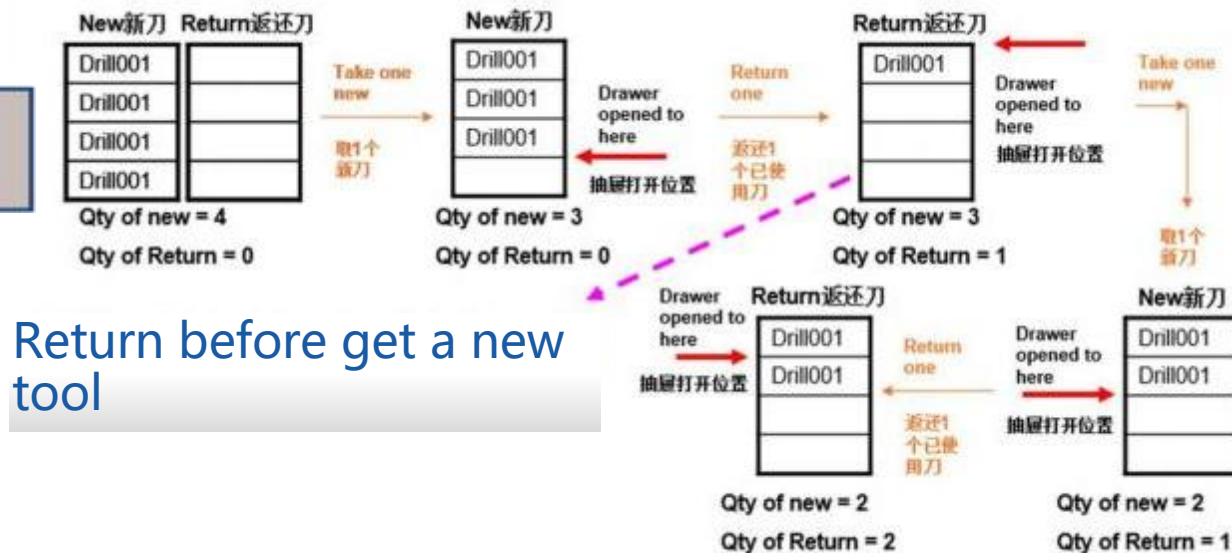 New新刀 Return返还刀
Drill001
Drill001
Drill001
Drill001
Qty of new = 4
Qty of Return = 0
Take one
new
取1个
新刀
New新刀
Drill001
Drill001
Drill001
Drawer
opened to
here
抽屉打开位置
Qty of new = 3
Qty of Return = 0
Return
one
返还1
个已使
用刀
Return返还刀
Drill001
Drawer
opened to
here
抽屉打开位置
Qty of new = 3
Qty of Return = 1
Take one
new
取1个
新刀
New新刀
Drill001
Drill001
Drawer
opened to
here
抽屉打开位置
Qty of new = 2
Qty of Return = 1
Return
one
返还1
个已使
用刀
Return返还刀
Drill001
Drill001
Drawer
opened to
here
抽屉打开位置
Qty of new = 2
Qty of Return = 2
Return before get a new
tool